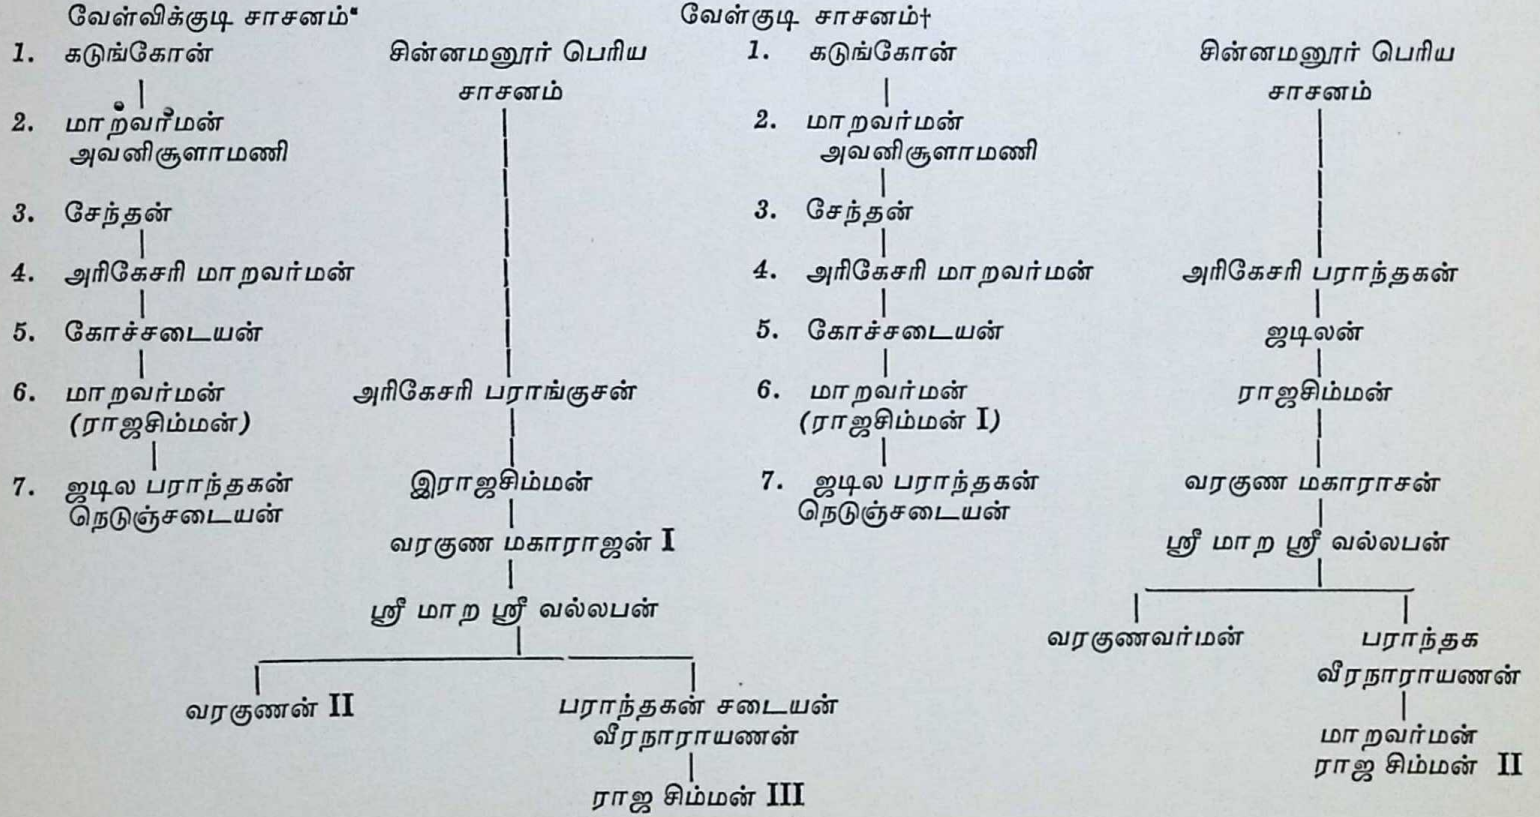 வேள்விக்குடி சாசனம்*
1. கடுங்கோன்
2. மாறவர்மன்
அவனிசூளாமணி
3. சேந்தன்
4. அரிகேசரி மாறவர்மன்
5. கோச்சடையன்
6. மாறவர்மன்
(ராஜசிம்மன்)
7. ஜடில பராந்தகன்
நெடுஞ்சடையன்
சின்னமனூர் பெரிய
சாசனம்
அரிகேசரி பராங்குசன்
இராஜசிம்மன்
வரகுண மகாராஜன் I
ஸ்ரீ மாற ஸ்ரீ வல்லபன்
வரகுணன் II
பராந்தகன் சடையன்
வீரநாராயணன்
ராஜ சிம்மன் III
வேள்குடி சாசனம்†
1. கடுங்கோன்
2. மாறவர்மன்
அவனிசூளாமணி
3. சேந்தன்
4. அரிகேசரி மாறவர்மன்
5. கோச்சடையன்
6. மாறவர்மன்
(ராஜசிம்மன் I)
7. ஜடில பராந்தகன்
நெடுஞ்சடையன்
சின்னமனூர் பெரிய
சாசனம்
அரிகேசரி பராந்தகன்
ஜடிலன்
ராஜசிம்மன்
வரகுண மகாராசன்
ஸ்ரீ மாற ஸ்ரீ வல்லபன்
வரகுணவர்மன்
பராந்தக
வீரநாராயணன்
மாறவர்மன்
ராஜ சிம்மன் II